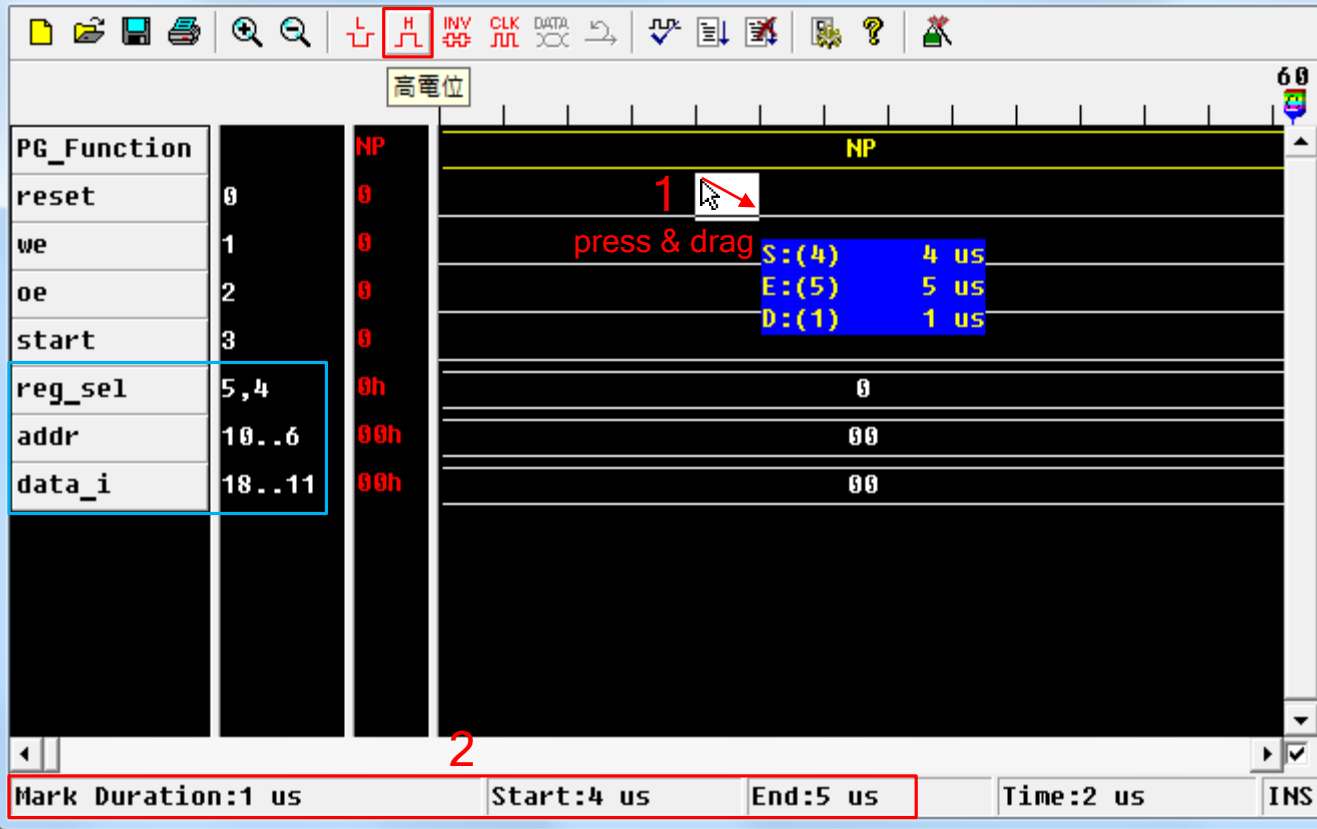 L H INV CLK DATA
高電位
60
PG_Function NP NP
reset 0 0 1
press & drag
we 1 0
S:(4) 4 us
oe 2 0
E:(5) 5 us
D:(1) 1 us
start 3 0
reg_sel 5,4 0h 0
addr 10..6 00h 00
data_i 18..11 00h 00
2
Mark Duration:1 us Start:4 us End:5 us Time:2 us INS